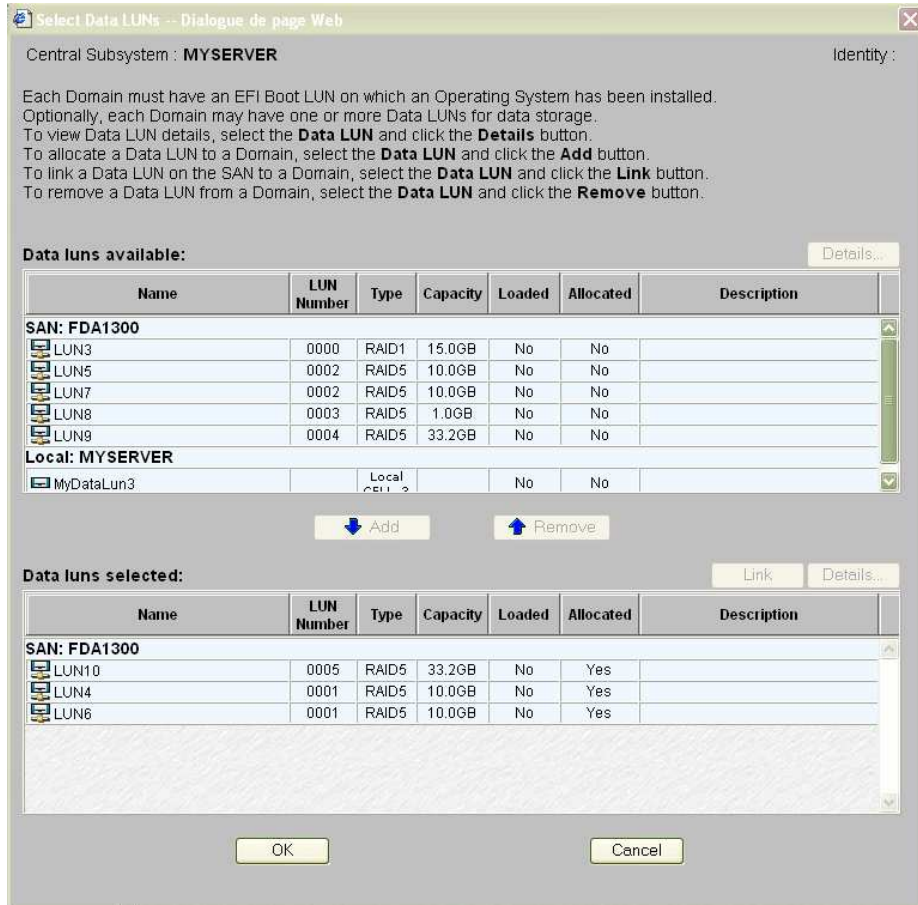 Select Data LUNs -- Dialogue de page Web
Central Subsystem : MYSERVER Identity :
Each Domain must have an EFI Boot LUN on which an Operating System has been installed.
Optionally, each Domain may have one or more Data LUNs for data storage.
To view Data LUN details, select the Data LUN and click the Details button.
To allocate a Data LUN to a Domain, select the Data LUN and click the Add button.
To link a Data LUN on the SAN to a Domain, select the Data LUN and click the Link button.
To remove a Data LUN from a Domain, select the Data LUN and click the Remove button.
Data luns available: Details...
Name LUN Number Type Capacity Loaded Allocated Description
SAN: FDA1300
LUN3 0000 RAID1 15.0GB No No
LUN5 0002 RAID5 10.0GB No No
LUN7 0002 RAID5 10.0GB No No
LUN8 0003 RAID5 1.0GB No No
LUN9 0004 RAID5 33.2GB No No
Local: MYSERVER
MyDataLun3 Local No No
Add Remove
Data luns selected: Link Details...
Name LUN Number Type Capacity Loaded Allocated Description
SAN: FDA1300
LUN10 0005 RAID5 33.2GB No Yes
LUN4 0001 RAID5 10.0GB No Yes
LUN6 0001 RAID5 10.0GB No Yes
OK Cancel